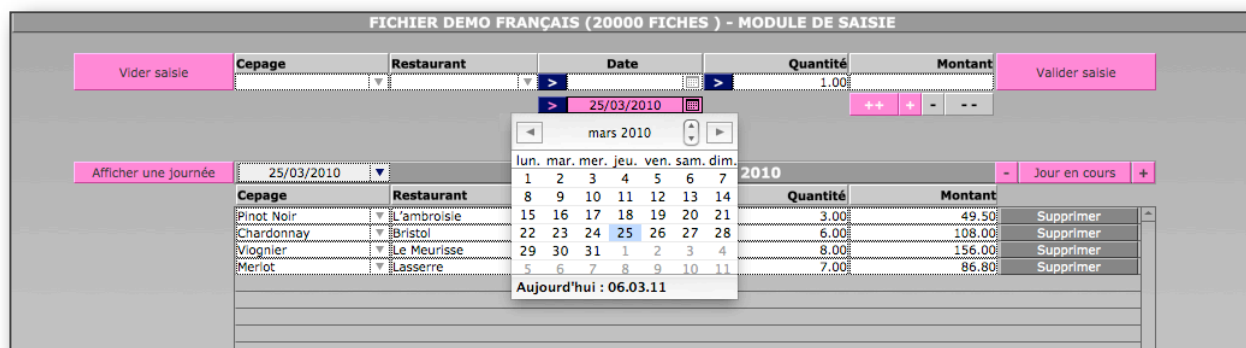 FICHIER DEMO FRANÇAIS (20000 FICHES ) - MODULE DE SAISIE
Vider saisie Cepage Restaurant Date Quantité Montant Valider saisie
> > 1.00
> 25/03/2010 ++ + - --
mars 2010
Afficher une journée 25/03/2010 2010 - Jour en cours +
lun. mar. mer. jeu. ven. sam. dim.
1 2 3 4 5 6 7
Cepage Restaurant 8 9 10 11 12 13 14 Quantité Montant
Pinot Noir L'ambroisie 15 16 17 18 19 20 21 3.00 49.50 Supprimer
Chardonnay Bristol 22 23 24 25 26 27 28 6.00 108.00 Supprimer
Viognier Le Meurisse 29 30 31 1 2 3 4 8.00 156.00 Supprimer
Merlot Lasserre 5 6 7 8 9 10 11 7.00 86.80 Supprimer
Aujourd'hui : 06.03.11